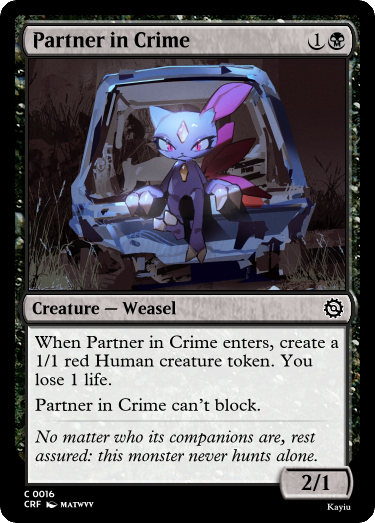 Partner in Crime 1
Creature — Weasel
When Partner in Crime enters, create a
1/1 red Human creature token. You
lose 1 life.
Partner in Crime can't block.
No matter who its companions are, rest
assured: this monster never hunts alone.
2/1
C 0016
CRF MATWVV
Kayiu